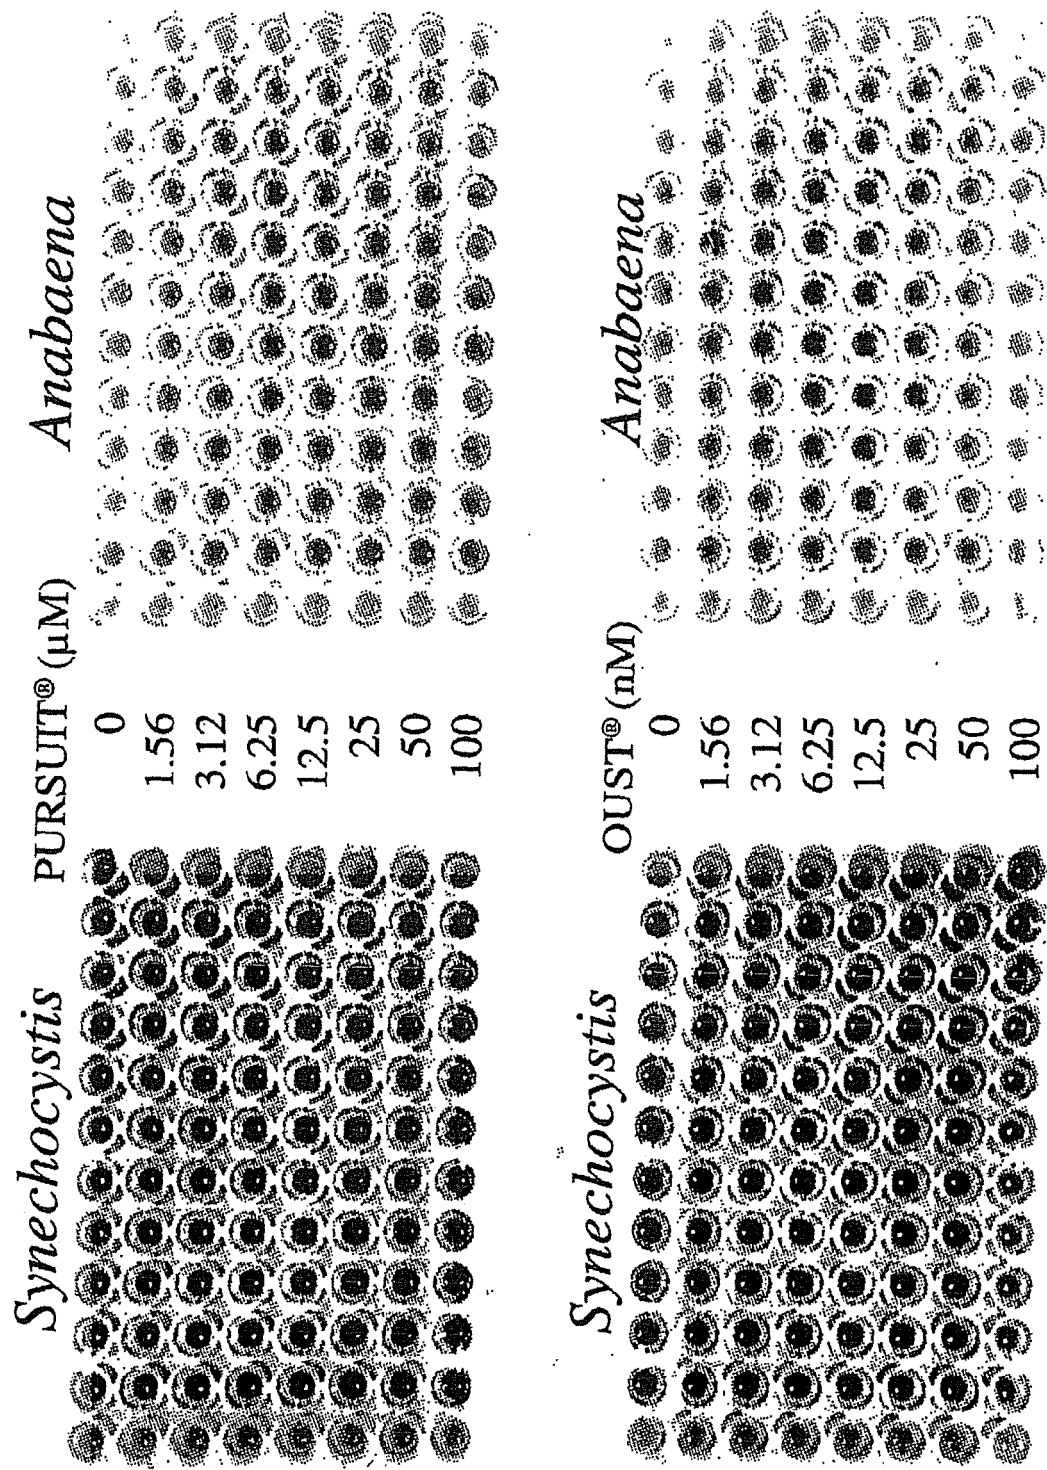 Synechocystis
PURSUIT® (µM)
Anabaena
0
1.56
3.12
6.25
12.5
25
50
100
Synechocystis
OUST® (nM)
Anabaena
0
1.56
3.12
6.25
12.5
25
50
100